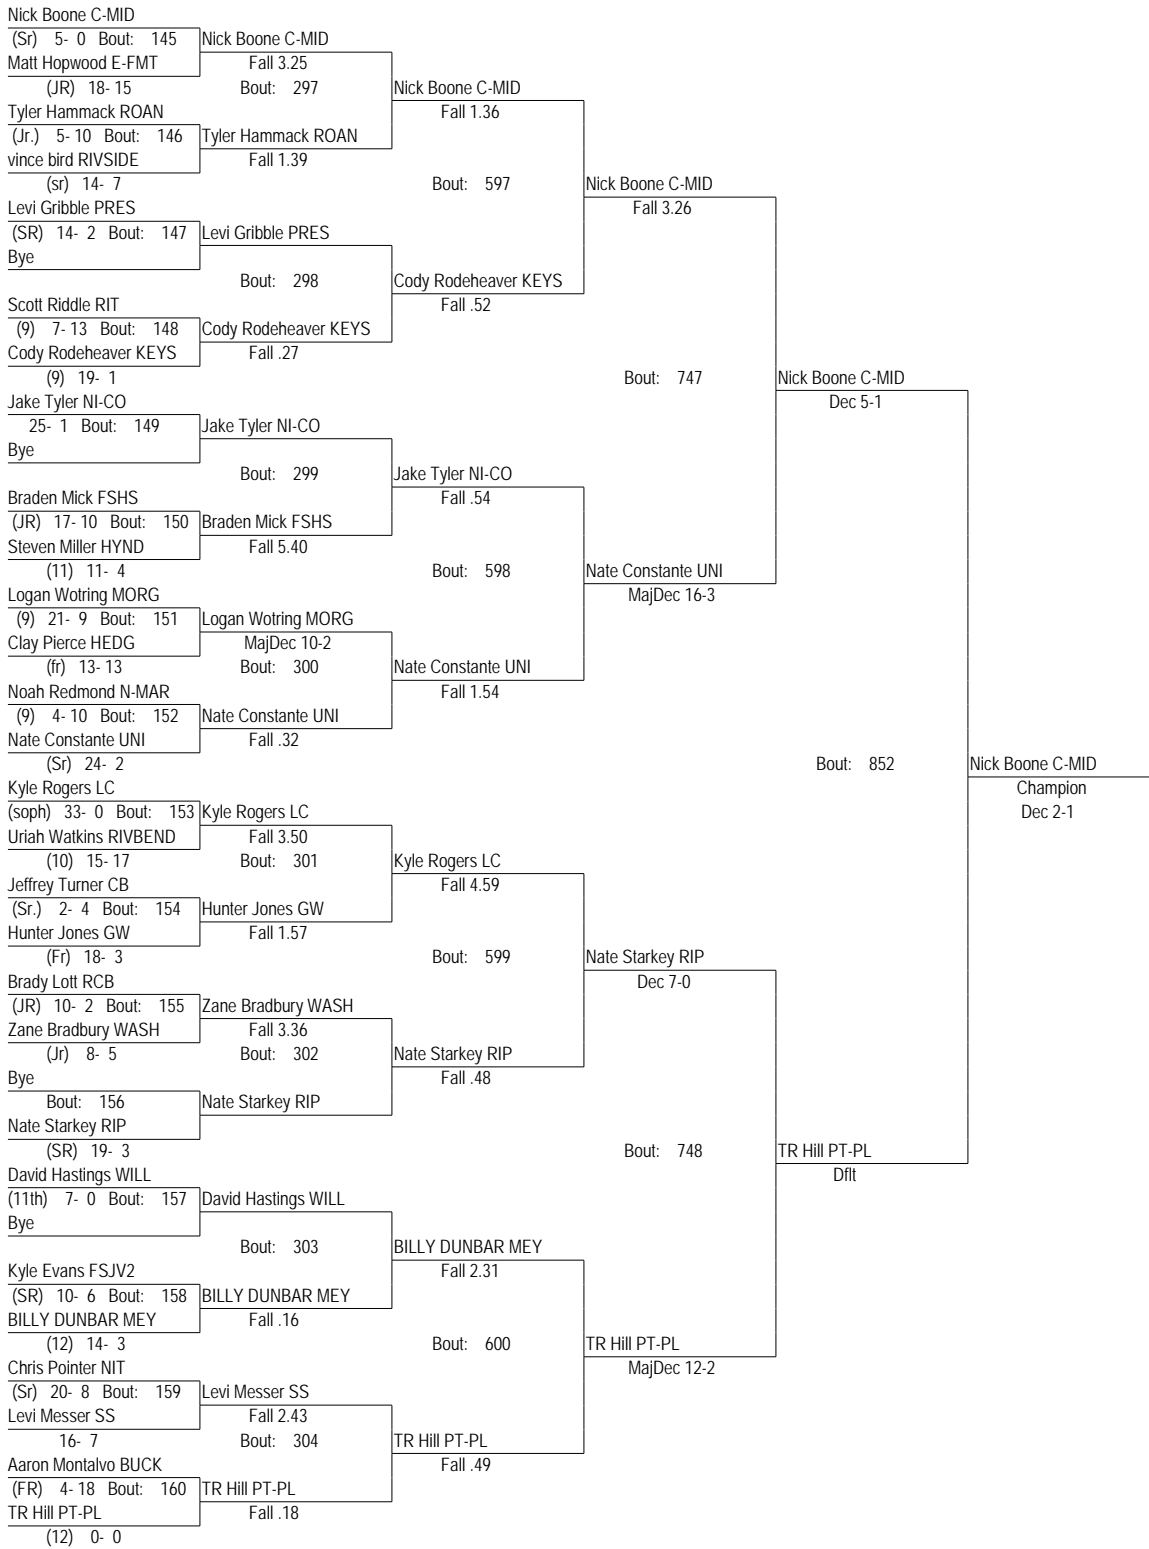 Nick Boone C-MID
(Sr) 5- 0 Bout: 145 Nick Boone C-MID
Matt Hopwood E-FMT Fall 3.25
(JR) 18- 15 Bout: 297 Nick Boone C-MID
Tyler Hammack ROAN Fall 1.36
(Jr.) 5- 10 Bout: 146 Tyler Hammack ROAN
vince bird RIVSIDE Fall 1.39
(sr) 14- 7 Bout: 597 Nick Boone C-MID
Levi Gribble PRES Fall 3.26
(SR) 14- 2 Bout: 147 Levi Gribble PRES
Bye
Bout: 298 Cody Rodeheaver KEYS
Scott Riddle RIT Fall .52
(9) 7- 13 Bout: 148 Cody Rodeheaver KEYS
Cody Rodeheaver KEYS Fall .27
(9) 19- 1 Bout: 747 Nick Boone C-MID
Jake Tyler NI-CO Dec 5-1
25- 1 Bout: 149 Jake Tyler NI-CO
Bye
Bout: 299 Jake Tyler NI-CO
Braden Mick FSHS Fall .54
(JR) 17- 10 Bout: 150 Braden Mick FSHS
Steven Miller HYND Fall 5.40
(11) 11- 4 Bout: 598 Nate Constante UNI
Logan Wotring MORG MajDec 16-3
(9) 21- 9 Bout: 151 Logan Wotring MORG
Clay Pierce HEDG MajDec 10-2
(fr) 13- 13 Bout: 300 Nate Constante UNI
Noah Redmond N-MAR Fall 1.54
(9) 4- 10 Bout: 152 Nate Constante UNI
Nate Constante UNI Fall .32
(Sr) 24- 2 Bout: 852 Nick Boone C-MID
Kyle Rogers LC Champion
(soph) 33- 0 Bout: 153 Kyle Rogers LC Dec 2-1
Uriah Watkins RIVBEND Fall 3.50
(10) 15- 17 Bout: 301 Kyle Rogers LC
Jeffrey Turner CB Fall 4.59
(Sr.) 2- 4 Bout: 154 Hunter Jones GW
Hunter Jones GW Fall 1.57
(Fr) 18- 3 Bout: 599 Nate Starkey RIP
Brady Lott RCB Dec 7-0
(JR) 10- 2 Bout: 155 Zane Bradbury WASH
Zane Bradbury WASH Fall 3.36
(Jr) 8- 5 Bout: 302 Nate Starkey RIP
Bye Fall .48
Bout: 156 Nate Starkey RIP
Nate Starkey RIP
(SR) 19- 3 Bout: 748 TR Hill PT-PL
David Hastings WILL Dflt
(11th) 7- 0 Bout: 157 David Hastings WILL
Bye
Bout: 303 BILLY DUNBAR MEY
Kyle Evans FSJV2 Fall 2.31
(SR) 10- 6 Bout: 158 BILLY DUNBAR MEY
BILLY DUNBAR MEY Fall .16
(12) 14- 3 Bout: 600 TR Hill PT-PL
Chris Pointer NIT MajDec 12-2
(Sr) 20- 8 Bout: 159 Levi Messer SS
Levi Messer SS Fall 2.43
16- 7 Bout: 304 TR Hill PT-PL
Aaron Montalvo BUCK Fall .49
(FR) 4- 18 Bout: 160 TR Hill PT-PL
TR Hill PT-PL Fall .18
(12) 0- 0